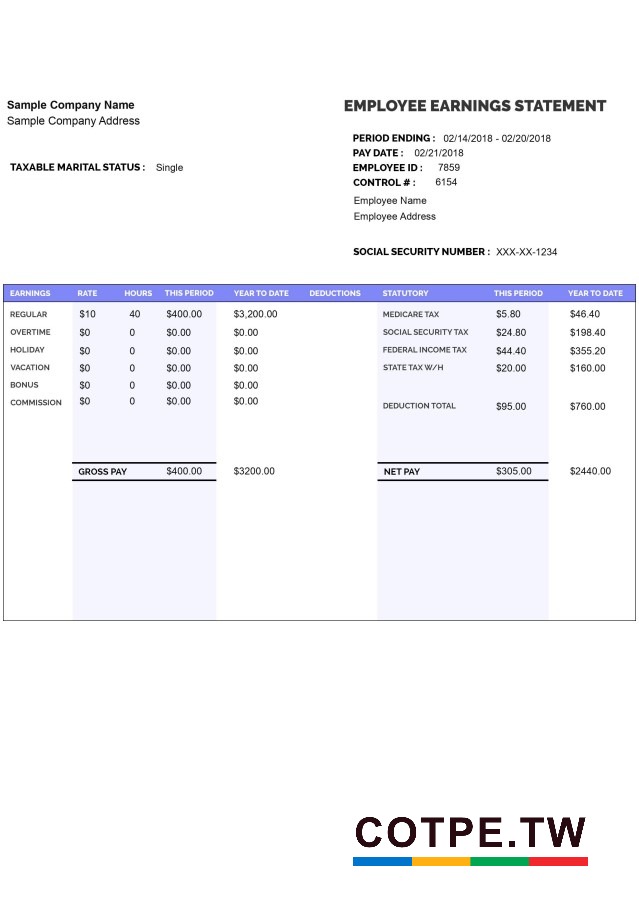 Sample Company Name
Sample Company Address
EMPLOYEE EARNINGS STATEMENT
PERIOD ENDING : 02/14/2018 - 02/20/2018
PAY DATE : 02/21/2018
TAXABLE MARITAL STATUS : Single
EMPLOYEE ID : 7859
CONTROL # : 6154
Employee Name
Employee Address
SOCIAL SECURITY NUMBER : XXX-XX-1234
EARNINGS RATE HOURS THIS PERIOD YEAR TO DATE DEDUCTIONS STATUTORY THIS PERIOD YEAR TO DATE
REGULAR $10 40 $400.00 $3,200.00 MEDICARE TAX $5.80 $46.40
OVERTIME $0 0 $0.00 $0.00 SOCIAL SECURITY TAX $24.80 $198.40
HOLIDAY $0 0 $0.00 $0.00 FEDERAL INCOME TAX $44.40 $355.20
VACATION $0 0 $0.00 $0.00 STATE TAX W/H $20.00 $160.00
BONUS $0 0 $0.00 $0.00
COMMISSION $0 0 $0.00 $0.00 DEDUCTION TOTAL $95.00 $760.00
GROSS PAY $400.00 $3200.00 NET PAY $305.00 $2440.00
COTPE.TW